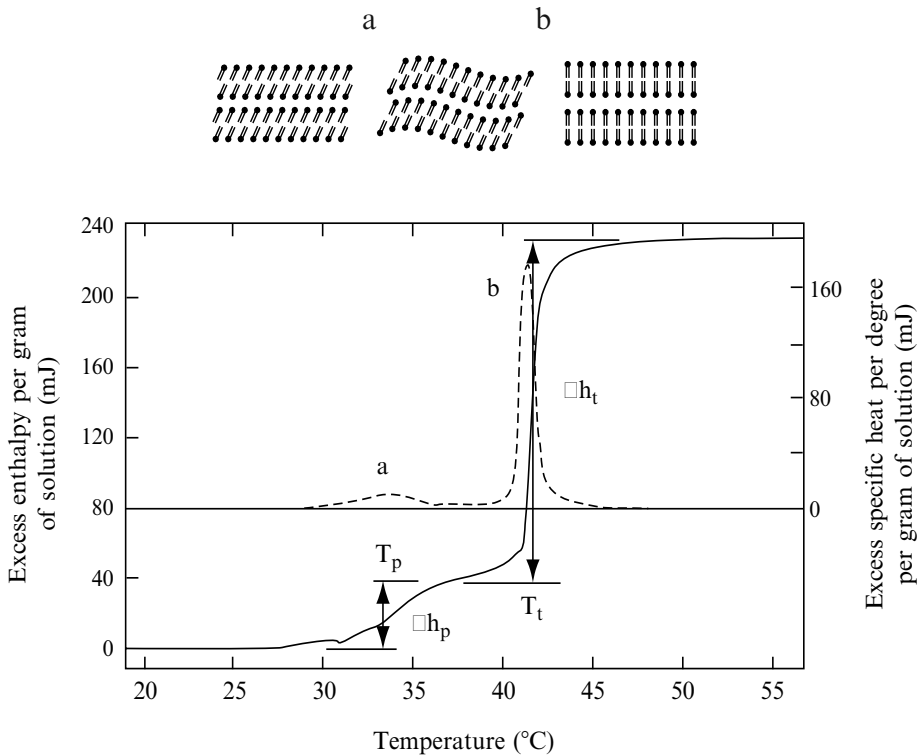 a
b
240
200
160
120
80
40
0
Excess enthalpy per gram
of solution (mJ)
a
b
T_p
□h_p
T_t
□h_t
160
80
0
Excess specific heat per degree
per gram of solution (mJ)
20 25 30 35 40 45 50 55
Temperature (°C)